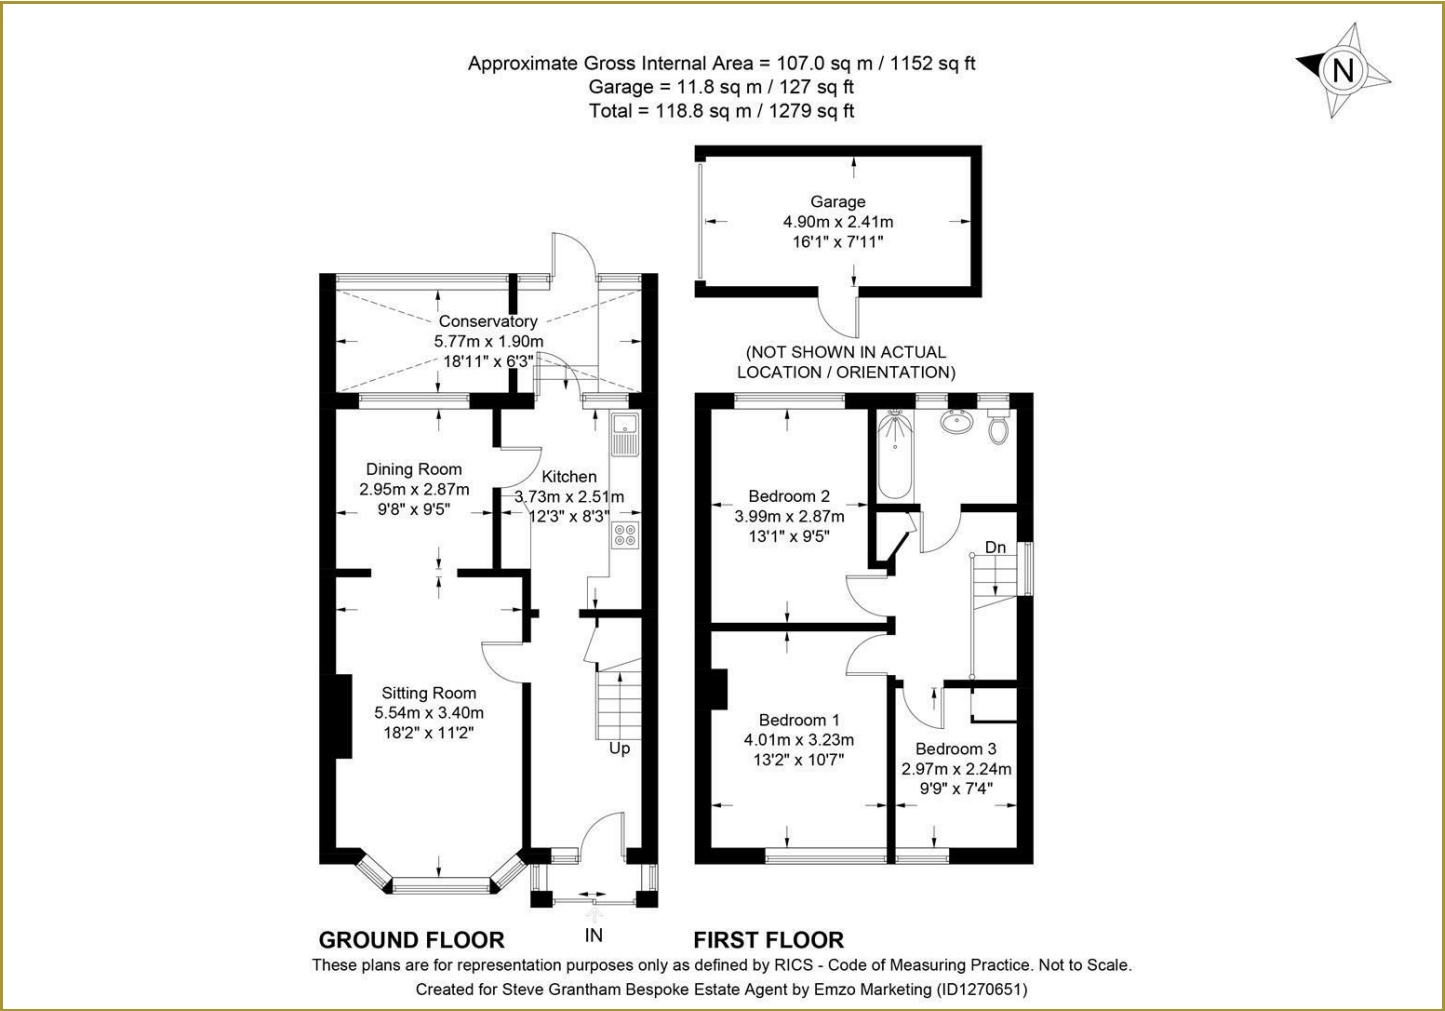 Approximate Gross Internal Area = 107.0 sq m / 1152 sq ft
Garage = 11.8 sq m / 127 sq ft
Total = 118.8 sq m / 1279 sq ft
N
Garage
4.90m x 2.41m
16'1" x 7'11"
(NOT SHOWN IN ACTUAL
LOCATION / ORIENTATION)
Conservatory
5.77m x 1.90m
18'11" x 6'3"
Dining Room
2.95m x 2.87m
9'8" x 9'5"
Kitchen
3.73m x 2.51m
12'3" x 8'3"
Sitting Room
5.54m x 3.40m
18'2" x 11'2"
Up
IN
Bedroom 2
3.99m x 2.87m
13'1" x 9'5"
Dn
Bedroom 1
4.01m x 3.23m
13'2" x 10'7"
Bedroom 3
2.97m x 2.24m
9'9" x 7'4"
GROUND FLOOR
FIRST FLOOR
These plans are for representation purposes only as defined by RICS - Code of Measuring Practice. Not to Scale.
Created for Steve Grantham Bespoke Estate Agent by Emzo Marketing (ID1270651)